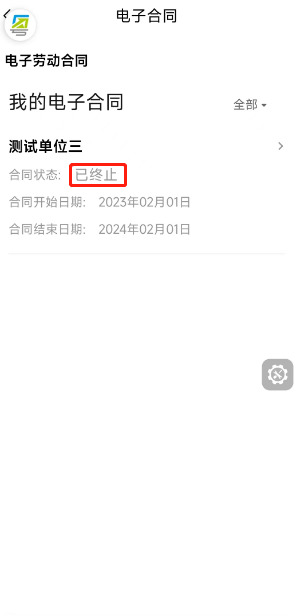 电子合同
电子劳动合同
我的电子合同
全部
测试单位三
合同状态: 已终止
合同开始日期: 2023年02月01日
合同结束日期: 2024年02月01日